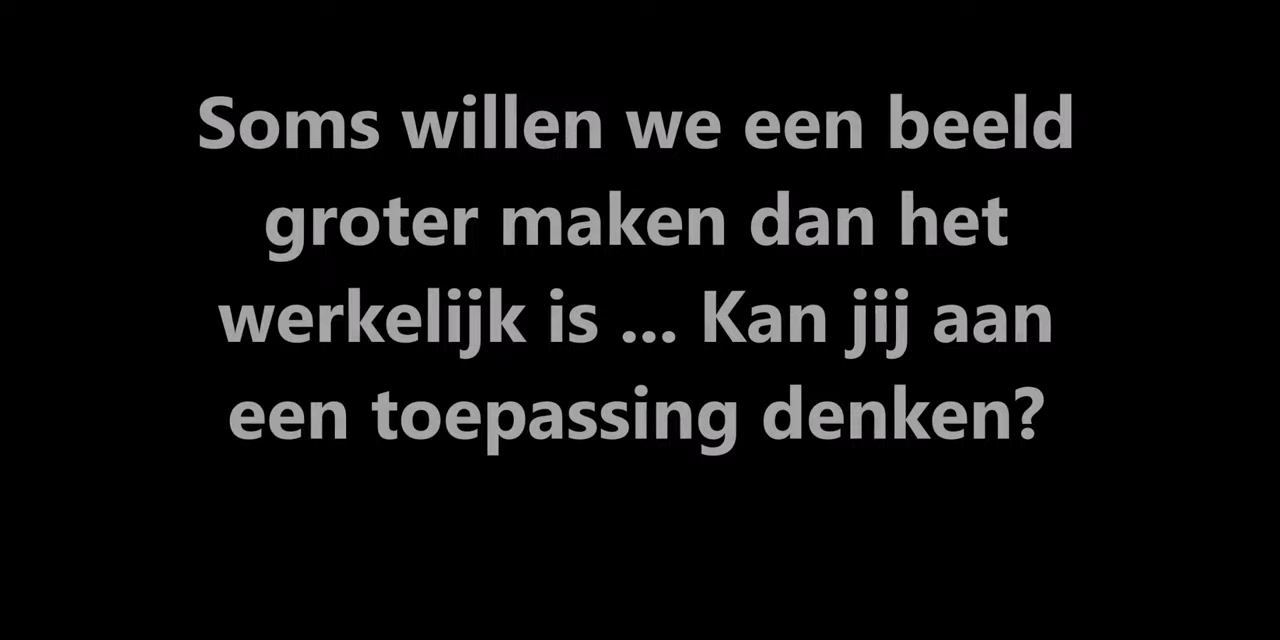 Soms willen we een beeld
groter maken dan het
werkelijk is ... Kan jij aan
een toepassing denken?